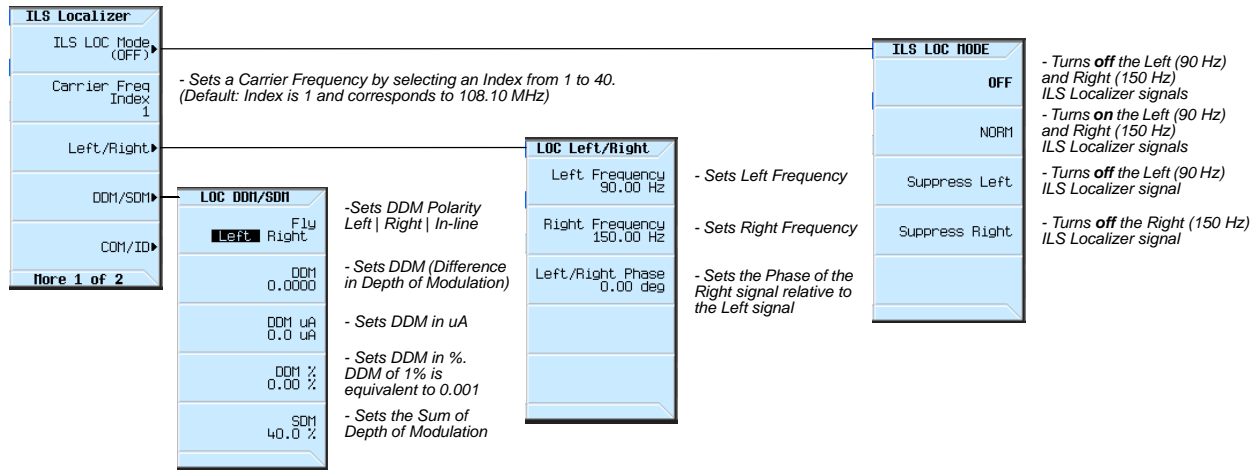 ILS Localizer
ILS LOC Mode
(OFF)
Carrier Freq
Index
1
Left/Right
DDM/SDM
COM/ID
More 1 of 2
- Sets a Carrier Frequency by selecting an Index from 1 to 40.
(Default: Index is 1 and corresponds to 108.10 MHz)
LOC DDM/SDM
Fly
Left Right
DDM
0.0000
DDM uA
0.0 uA
DDM %
0.00 %
SDM
40.0 %
-Sets DDM Polarity
Left | Right | In-line
- Sets DDM (Difference
in Depth of Modulation)
- Sets DDM in uA
- Sets DDM in %.
DDM of 1% is
equivalent to 0.001
- Sets the Sum of
Depth of Modulation
LOC Left/Right
Left Frequency
90.00 Hz
Right Frequency
150.00 Hz
Left/Right Phase
0.00 deg
- Sets Left Frequency
- Sets Right Frequency
- Sets the Phase of the
Right signal relative to
the Left signal
ILS LOC MODE
OFF
NORM
Suppress Left
Suppress Right
- Turns off the Left (90 Hz)
and Right (150 Hz)
ILS Localizer signals
- Turns on the Left (90 Hz)
and Right (150 Hz)
ILS Localizer signals
- Turns off the Left (90 Hz)
ILS Localizer signal
- Turns off the Right (150 Hz)
ILS Localizer signal